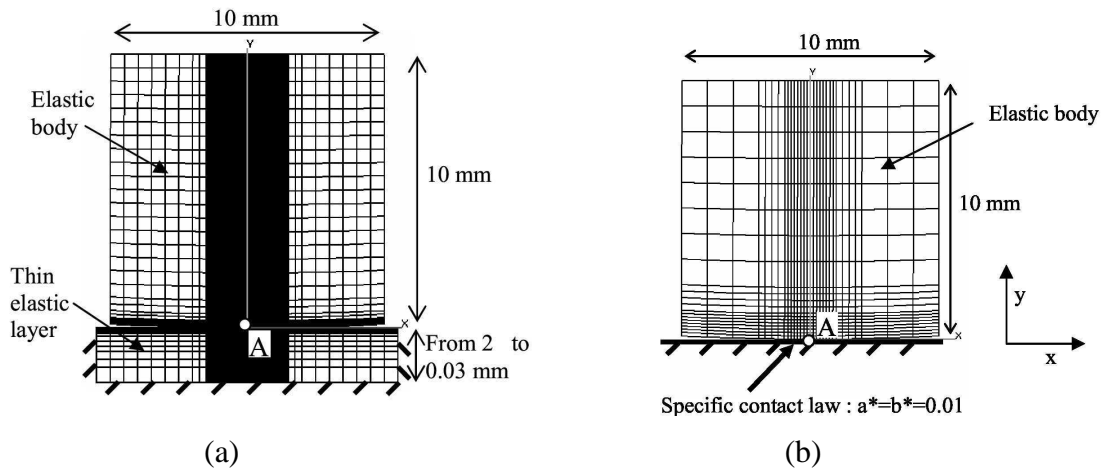 10 mm
Y
Elastic
body
10 mm
Thin
elastic
layer
X
A
From 2 to
0.03 mm
(a)
10 mm
Y
Elastic body
10 mm
A
X
y
x
Specific contact law : a*=b*=0.01
(b)